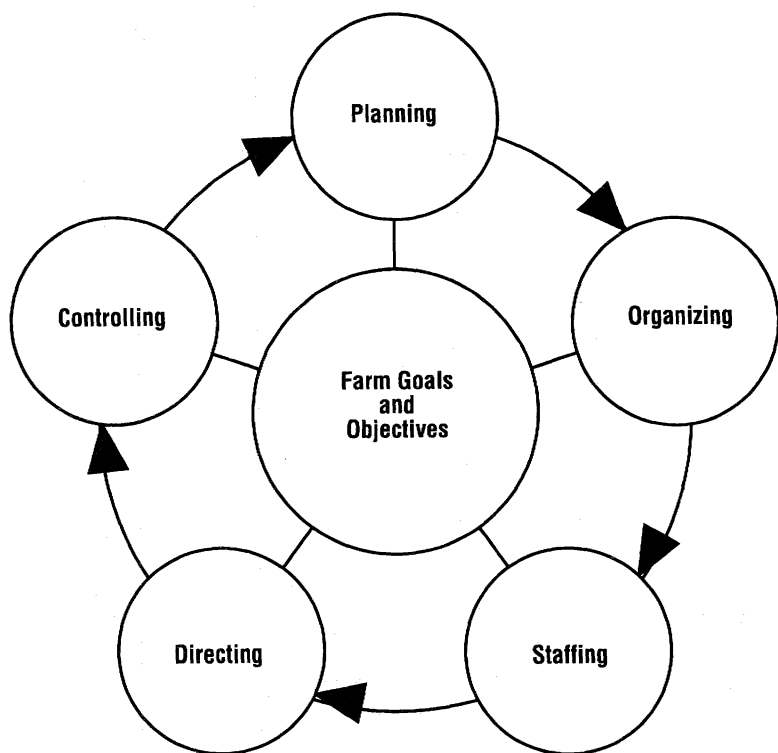 Planning
Organizing
Controlling
Farm Goals
and
Objectives
Directing
Staffing